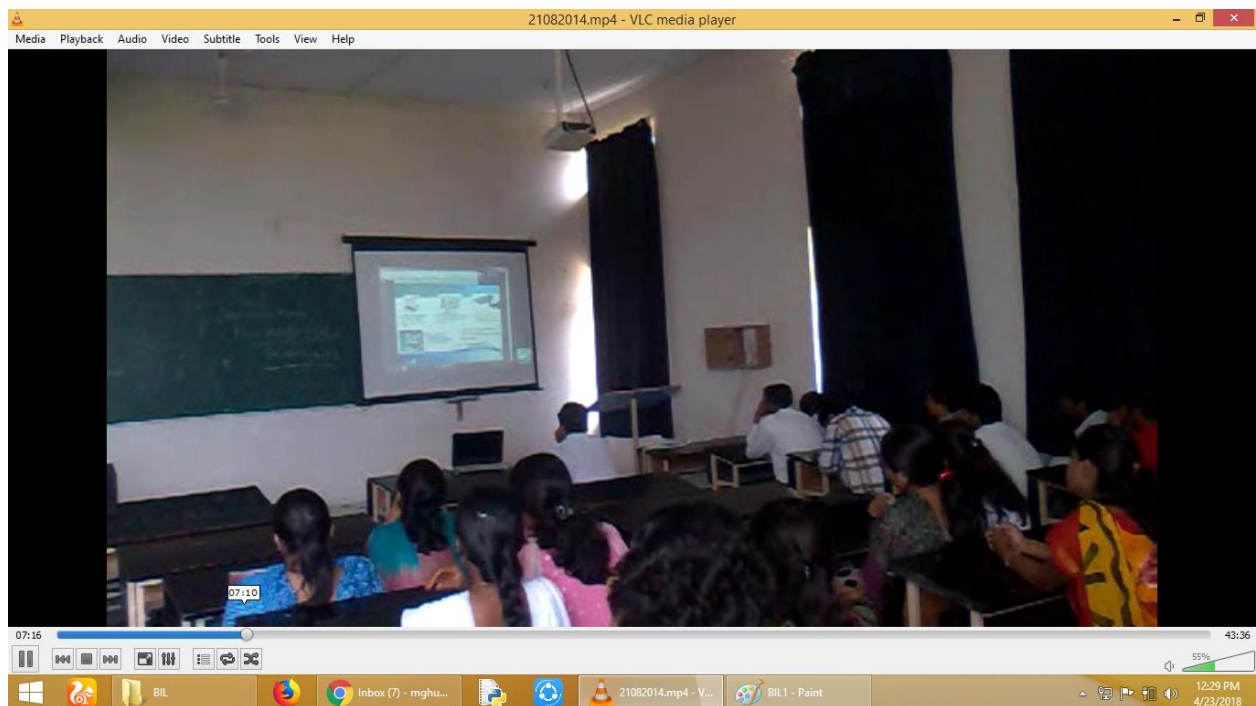 21082014.mp4 - VLC media player
Media Playback Audio Video Subtitle Tools View Help
07:10
07:16
43:36
55%
BIL
Inbox (7) - mghu...
21082014.mp4 - V...
BIL1 - Paint
12:29 PM
4/23/2018